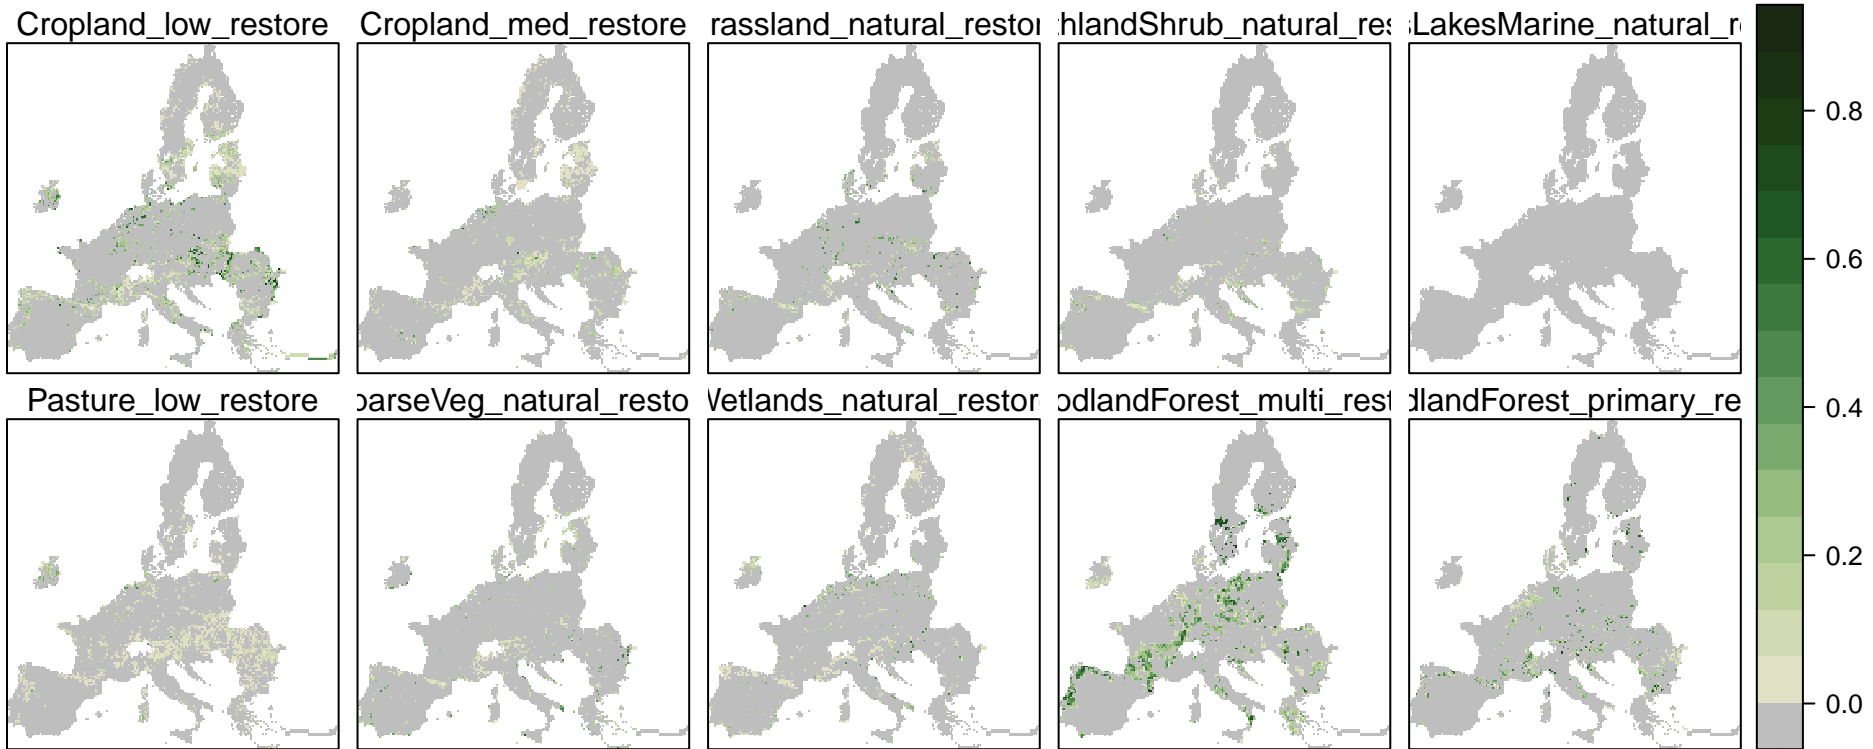 Cropland_low_restore
Cropland_med_restore
rassland_natural_restor
hlandShrub_natural_res
LakesMarine_natural_r
0.8
0.6
0.4
0.2
0.0
Pasture_low_restore
parseVeg_natural_resto
Wetlands_natural_restor
odlandForest_multi_rest
dlandForest_primary_re